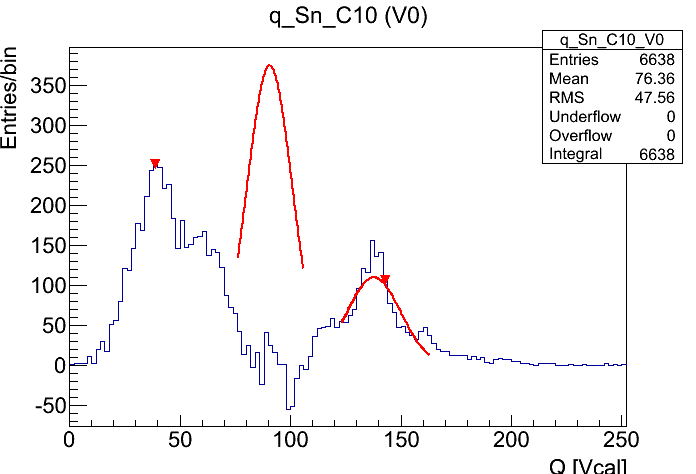 q_Sn_C10 (V0)
q_Sn_C10_V0
Entries 6638
Mean 76.36
RMS 47.56
Underflow 0
Overflow 0
Integral 6638
Entries/bin
350
300
250
200
150
100
50
0
-50
0 50 100 150 200 250
Q [Vcal]